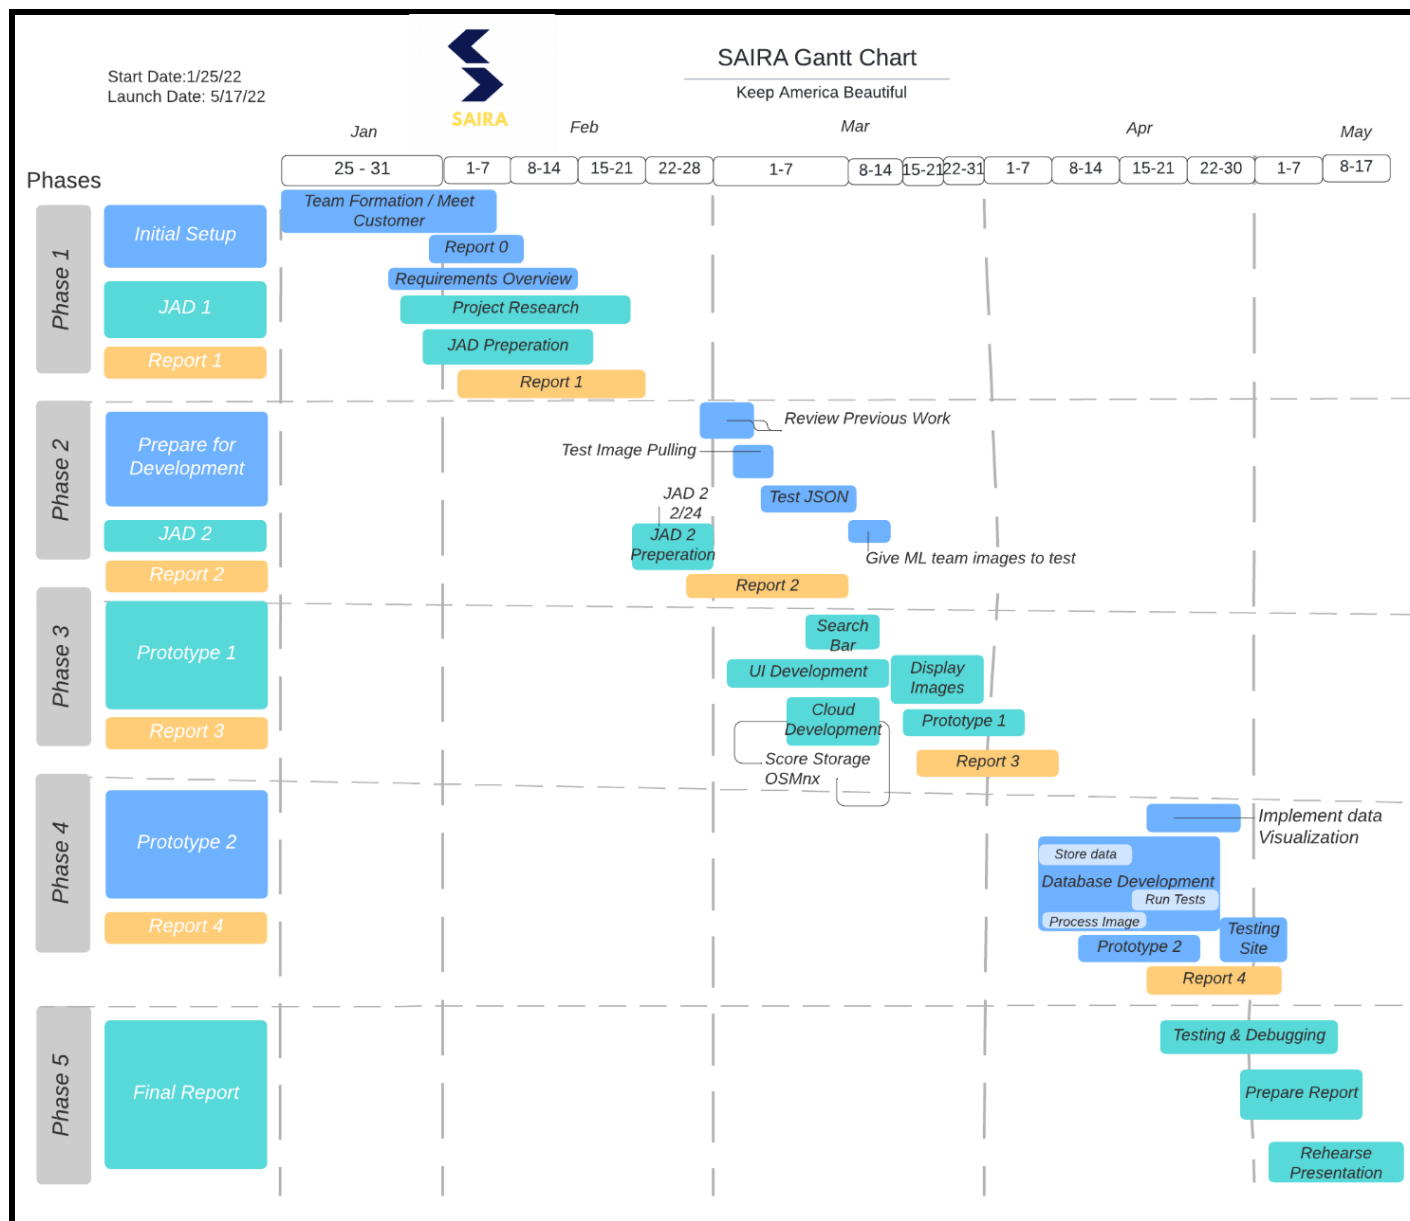 SAIRA Gantt Chart
Keep America Beautiful
Start Date:1/25/22
Launch Date: 5/17/22
SAIRA
Jan
Feb
Mar
Apr
May
Phases
25 - 31
1-7
8-14
15-21
22-28
1-7
8-14
15-21
22-31
1-7
8-14
15-21
22-30
1-7
8-17
Phase 1
Initial Setup
JAD 1
Report 1
Team Formation / Meet
Customer
Report 0
Requirements Overview
Project Research
JAD Preperation
Report 1
Phase 2
Prepare for
Development
JAD 2
Report 2
Review Previous Work
Test Image Pulling
Test JSON
JAD 2
2/24
JAD 2
Preperation
Give ML team images to test
Report 2
Phase 3
Prototype 1
Report 3
Search
Bar
UI Development
Display
Images
Cloud
Development
Prototype 1
Score Storage
OSMnx
Report 3
Phase 4
Prototype 2
Report 4
Implement data
Visualization
Store data
Database Development
Run Tests
Process Image
Testing
Site
Prototype 2
Report 4
Phase 5
Final Report
Testing & Debugging
Prepare Report
Rehearse
Presentation